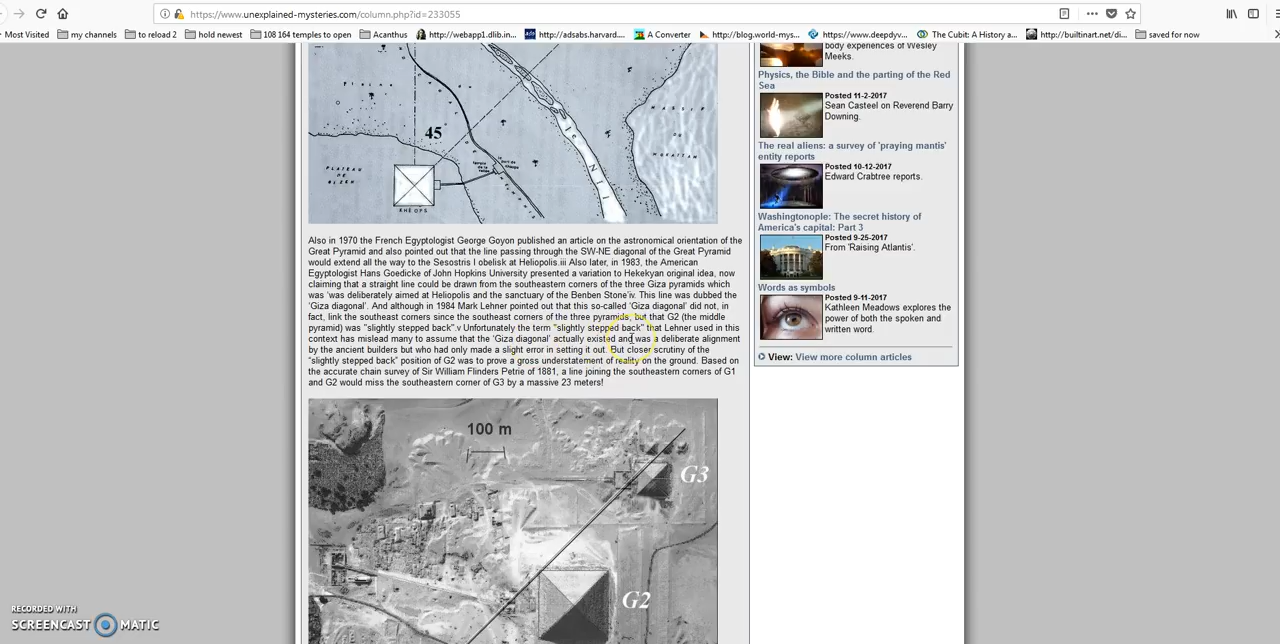 https://www.unexplained-mysteries.com/column.php?id=233055
Most Visited
my channels
to reload 2
hold newest
108 164 temples to open
Acanthus
http://webapp1.dlib.in...
http://adsabs.harvard....
A Converter
http://blog.world-mys...
https://www.deepdyv...
The Cubit: A History a...
http://builtinart.net/di...
saved for now
45
PLATEAU
DE
KHEOPS
Nil
MASSIF
DU
MOKATTAM
Also in 1970 the French Egyptologist George Goyon published an article on the astronomical orientation of the
Great Pyramid and also pointed out that the line passing through the SW-NE diagonal of the Great Pyramid
would extend all the way to the Sesostris I obelisk at Heliopolis.iii Also later, in 1983, the American
Egyptologist Hans Goedicke of John Hopkins University presented a variation to Hekekyan original idea, now
claiming that a straight line could be drawn from the southeastern corners of the three Giza pyramids which
was 'was deliberately aimed at Heliopolis and the sanctuary of the Benben Stone'iv. This line was dubbed the
'Giza diagonal'. And although in 1984 Mark Lehner pointed out that this so-called 'Giza diagonal' did not, in
fact, link the southeast corners since the southeast corners of the three pyramids, but that G2 (the middle
pyramid) was "slightly stepped back".v Unfortunately the term "slightly stepped back" that Lehner used in this
context has mislead many to assume that the 'Giza diagonal' actually existed and was a deliberate alignment
by the ancient builders but who had only made a slight error in setting it out. But closer scrutiny of the
"slightly stepped back" position of G2 was to prove a gross understatement of reality on the ground. Based on
the accurate chain survey of Sir William Flinders Petrie of 1881, a line joining the southeastern corners of G1
and G2 would miss the southeastern corner of G3 by a massive 23 meters!
100 m
G3
G2
body experiences of Wesley
Meeks.
Physics, the Bible and the parting of the Red
Sea
Posted 11-2-2017
Sean Casteel on Reverend Barry
Downing.
The real aliens: a survey of 'praying mantis'
entity reports
Posted 10-12-2017
Edward Crabtree reports.
Washingtonople: The secret history of
America's capital: Part 3
Posted 9-25-2017
From 'Raising Atlantis'.
Words as symbols
Posted 9-11-2017
Kathleen Meadows explores the
power of both the spoken and
written word.
View: View more column articles
RECORDED WITH
SCREENCAST MATIC